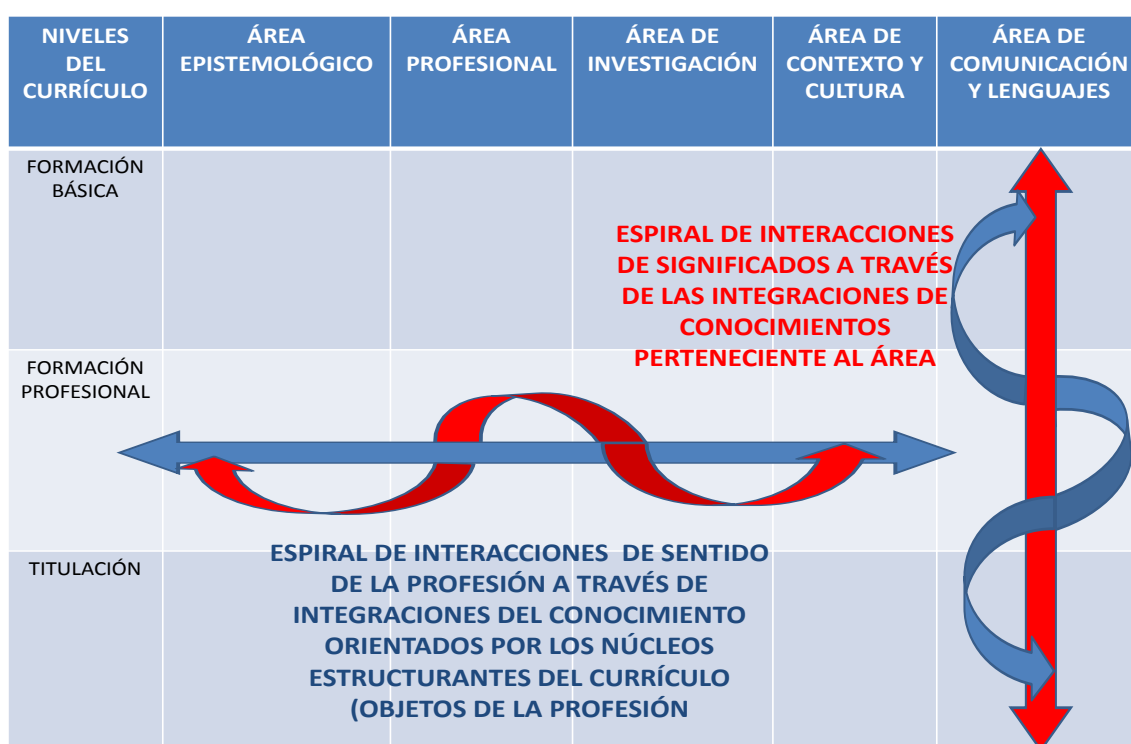 NIVELES
DEL
CURRÍCULO
ÁREA
EPISTEMOLÓGICO
ÁREA
PROFESIONAL
ÁREA DE
INVESTIGACIÓN
ÁREA DE
CONTEXTO Y
CULTURA
ÁREA DE
COMUNICACIÓN
Y LENGUAJES
FORMACIÓN
BÁSICA
ESPIRAL DE INTERACCIONES
DE SIGNIFICADOS A TRAVÉS
DE LAS INTEGRACIONES DE
CONOCIMIENTOS
PERTENECIENTE AL ÁREA
FORMACIÓN
PROFESIONAL
TITULACIÓN
ESPIRAL DE INTERACCIONES DE SENTIDO
DE LA PROFESIÓN A TRAVÉS DE
INTEGRACIONES DEL CONOCIMIENTO
ORIENTADOS POR LOS NÚCLEOS
ESTRUCTURANTES DEL CURRÍCULO
(OBJETOS DE LA PROFESIÓN